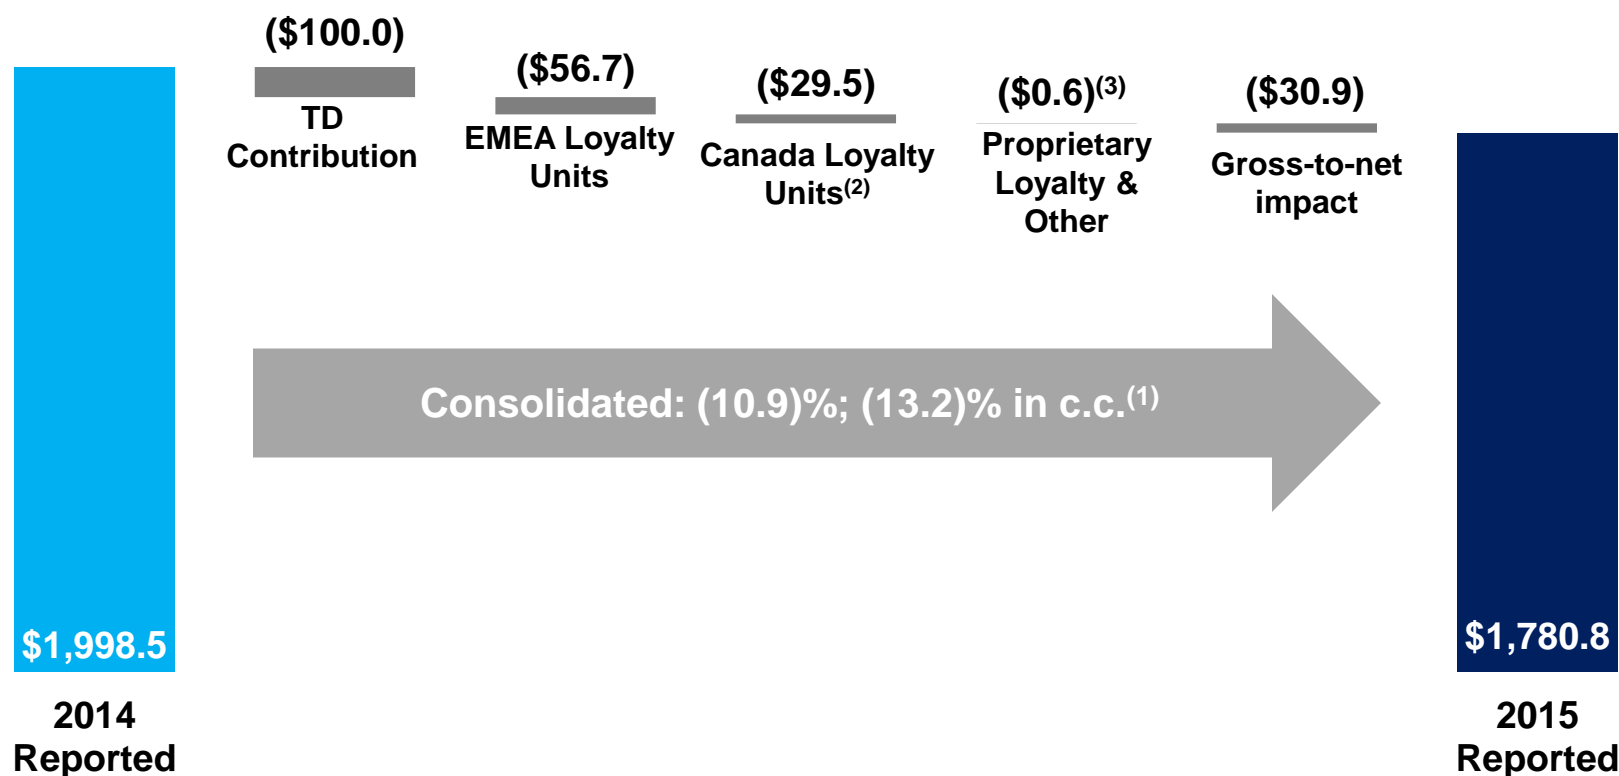 ($100.0)
TD
Contribution
($56.7)
EMEA Loyalty
Units
($29.5)
Canada Loyalty
Units(2)
($0.6)(3)
Proprietary
Loyalty &
Other
($30.9)
Gross-to-net
impact
Consolidated: (10.9)%; (13.2)% in c.c.(1)
$1,998.5
2014
Reported
$1,780.8
2015
Reported